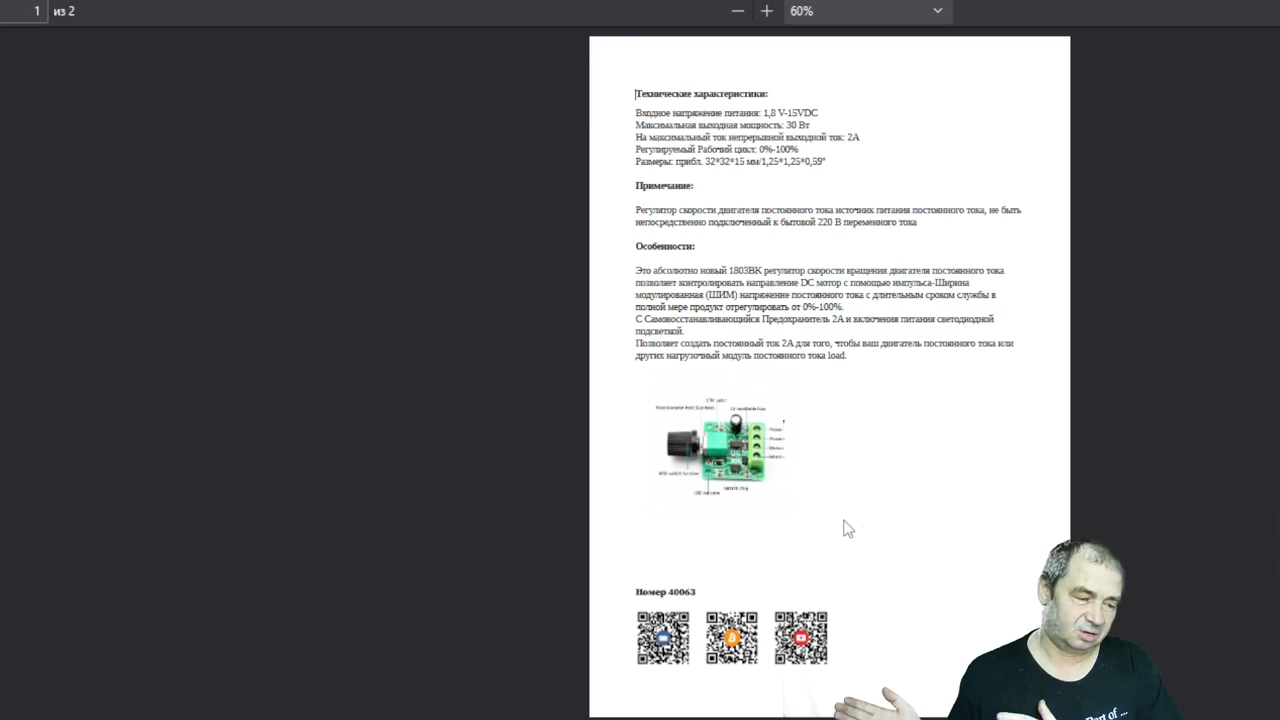 1 из 2 60%
Технические характеристики:
Входное напряжение питания: 1,8 V-15VDC
Максимальная выходная мощность: 30 Вт
На максимальный ток непрерывной выходной ток: 2A
Регулируемый Рабочий цикл: 0%-100%
Размеры: прибл. 32*32*15 мм/1,25*1,25*0,59"
Примечание:
Регулятор скорости двигателя постоянного тока источник питания постоянного тока, не быть
непосредственно подключенный к бытовой 220 В переменного тока
Особенности:
Это абсолютно новый 1803BK регулятор скорости вращения двигателя постоянного тока
позволяет контролировать направление DC мотор с помощью импульса-Ширина
модулированная (ШИМ) напряжение постоянного тока с длительным сроком службы в
полной мере продукт отрегулировать от 0%-100%.
С Самовосстанавливающийся Предохранитель 2A и включения питания светодиодной
подсветкой.
Позволяет создать постоянный ток 2A для того, чтобы ваш двигатель постоянного тока или
других нагрузочный модуль постоянного тока load.
Номер 40063
Part of ...